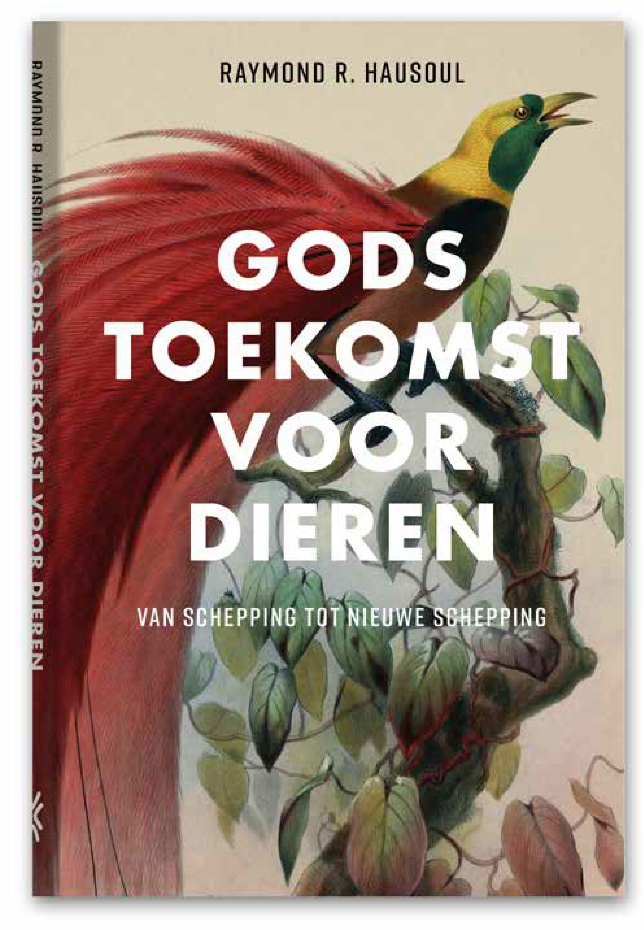 RAYMOND R. HAUSOUL
GODS
TOEKOMST
VOOR
DIEREN
VAN SCHEPPING TOT NIEUWE SCHEPPING
RAYMOND R. HAUSOUL GODS TOEKOMST VOOR DIEREN